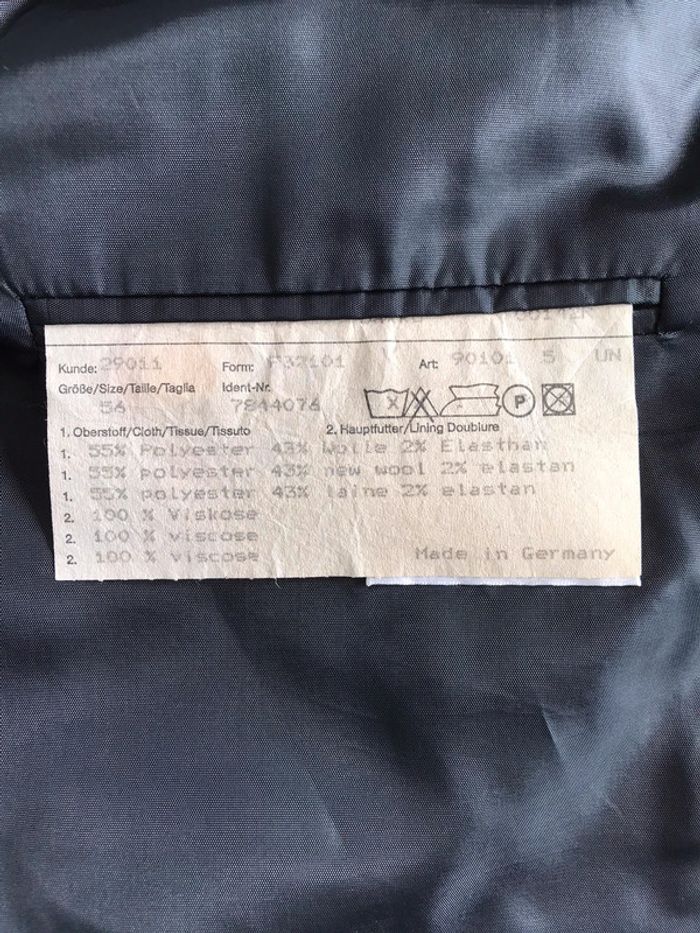 Kunde: 29011 Form: F37101 Art: 90101 5 UN
Größe/Size/Taille/Taglia Ident-Nr.
56 7844076
P
1. Oberstoff/Cloth/Tissue/Tissuto 2. Hauptfutter/Lining Doublure
1. 55% Polyester 43% Wolle 2% Elasthan
1. 55% polyester 43% new wool 2% elastan
1. 55% polyester 43% laine 2% elastan
2. 100 % Viskose
2. 100 % viscose
2. 100 % viscose Made in Germany